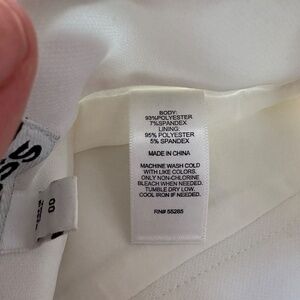 BODY:
93%POLYESTER
7%SPANDEX
LINING:
95% POLYESTER
5% SPANDEX
MADE IN CHINA
MACHINE WASH COLD
WITH LIKE COLORS.
ONLY NON-CHLORINE
BLEACH WHEN NEEDED.
TUMBLE DRY LOW.
COOL IRON IF NEEDED.
RN# 55285
00